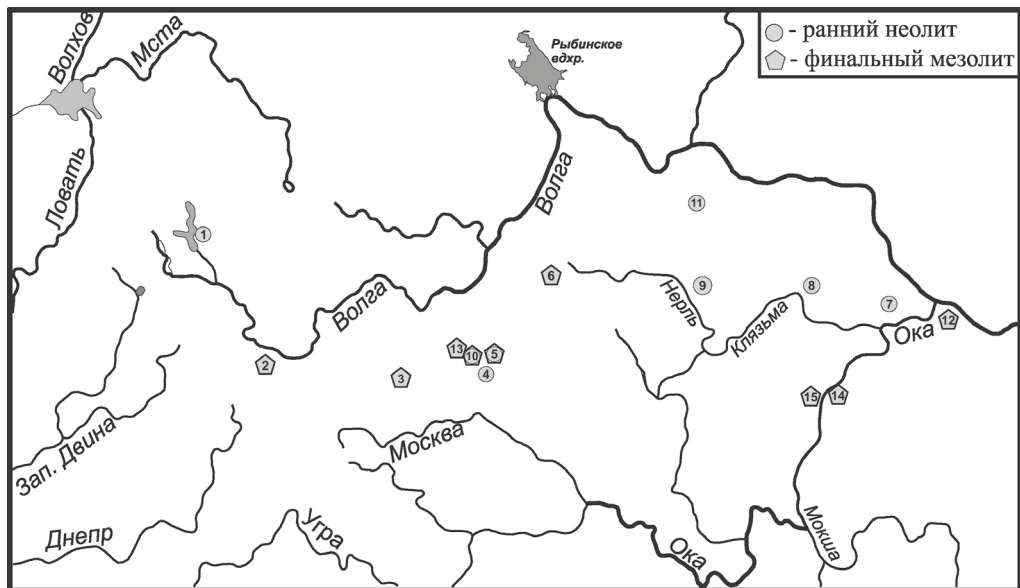 Волхов
Мста
Рыбинское
вдхр.
- ранний неолит
- финальный мезолит
Ловать
Волга
11
1
6
9
8
7
Нерль
Волга
Клязьма
12
Ока
13
10
5
2
3
4
15
14
Зап. Двина
Москва
Днепр
Угра
Ока
Мокша